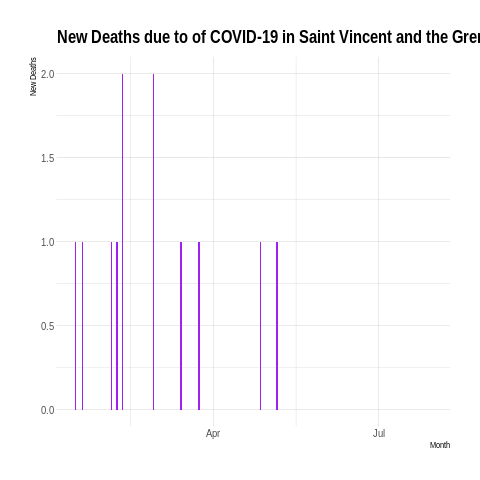 New Deaths due to of COVID-19 in Saint Vincent and the Gre
New Deaths
2.0
1.5
1.0
0.5
0.0
Apr
Jul
Month